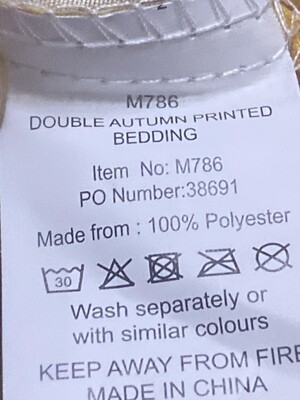 M786
DOUBLE AUTUMN PRINTED
BEDDING
Item No: M786
PO Number:38691
Made from : 100% Polyester
30
Wash separately or
with similar colours
KEEP AWAY FROM FIRE
MADE IN CHINA